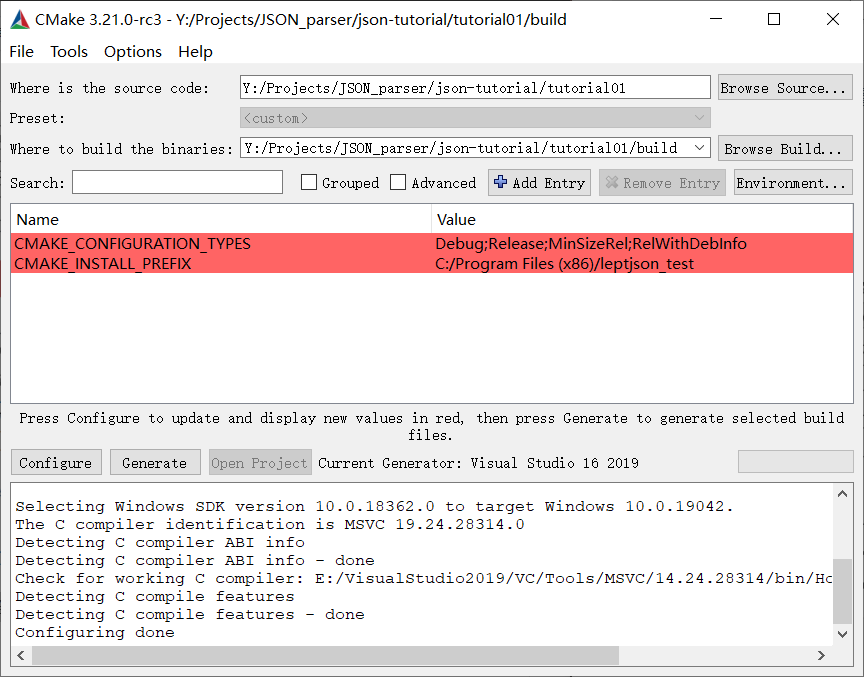 CMake 3.21.0-rc3 - Y:/Projects/JSON_parser/json-tutorial/tutorial01/build
File Tools Options Help
Where is the source code: Y:/Projects/JSON_parser/json-tutorial/tutorial01 Browse Source...
Preset: <custom>
Where to build the binaries: Y:/Projects/JSON_parser/json-tutorial/tutorial01/build Browse Build...
Search: Grouped Advanced Add Entry Remove Entry Environment...
Name Value
CMAKE_CONFIGURATION_TYPES Debug;Release;MinSizeRel;RelWithDebInfo
CMAKE_INSTALL_PREFIX C:/Program Files (x86)/leptjson_test
Press Configure to update and display new values in red, then press Generate to generate selected build
files.
Configure Generate Open Project Current Generator: Visual Studio 16 2019
Selecting Windows SDK version 10.0.18362.0 to target Windows 10.0.19042.
The C compiler identification is MSVC 19.24.28314.0
Detecting C compiler ABI info
Detecting C compiler ABI info - done
Check for working C compiler: E:/VisualStudio2019/VC/Tools/MSVC/14.24.28314/bin/Ho
Detecting C compile features
Detecting C compile features - done
Configuring done